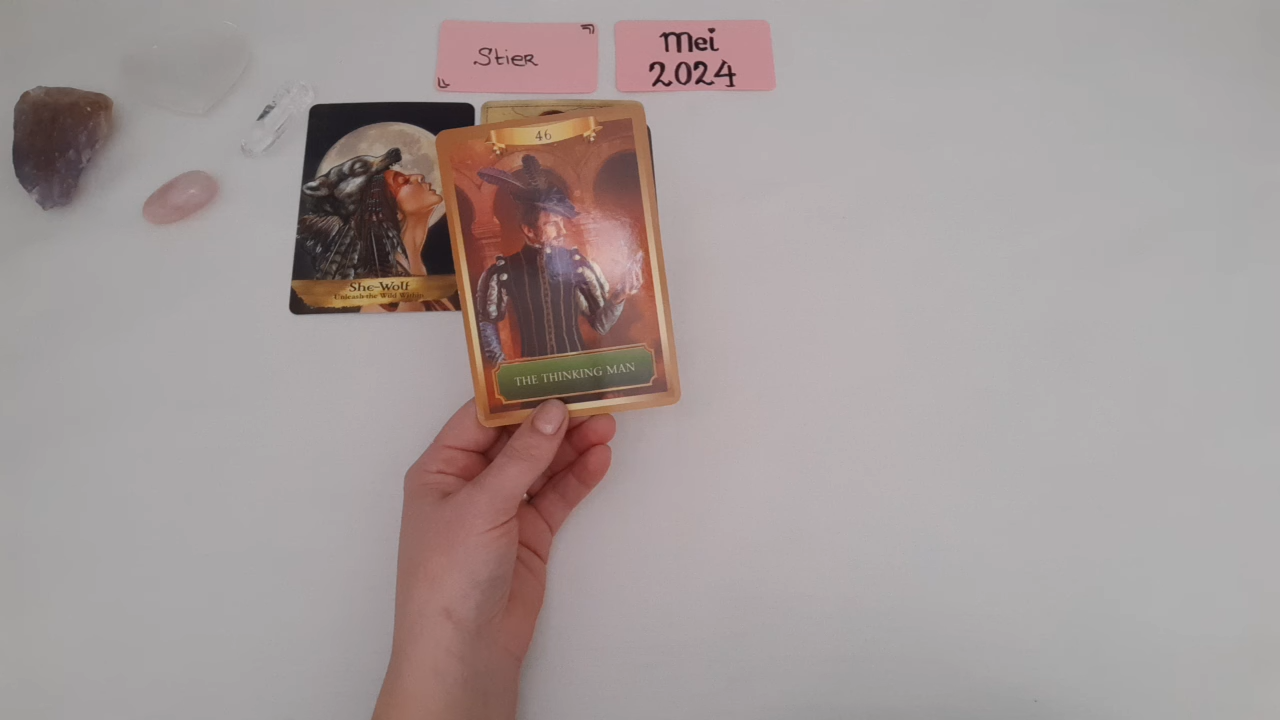 Stier
Mei
2024
46
She-Wolf
Unleash the Wild Within
THE THINKING MAN